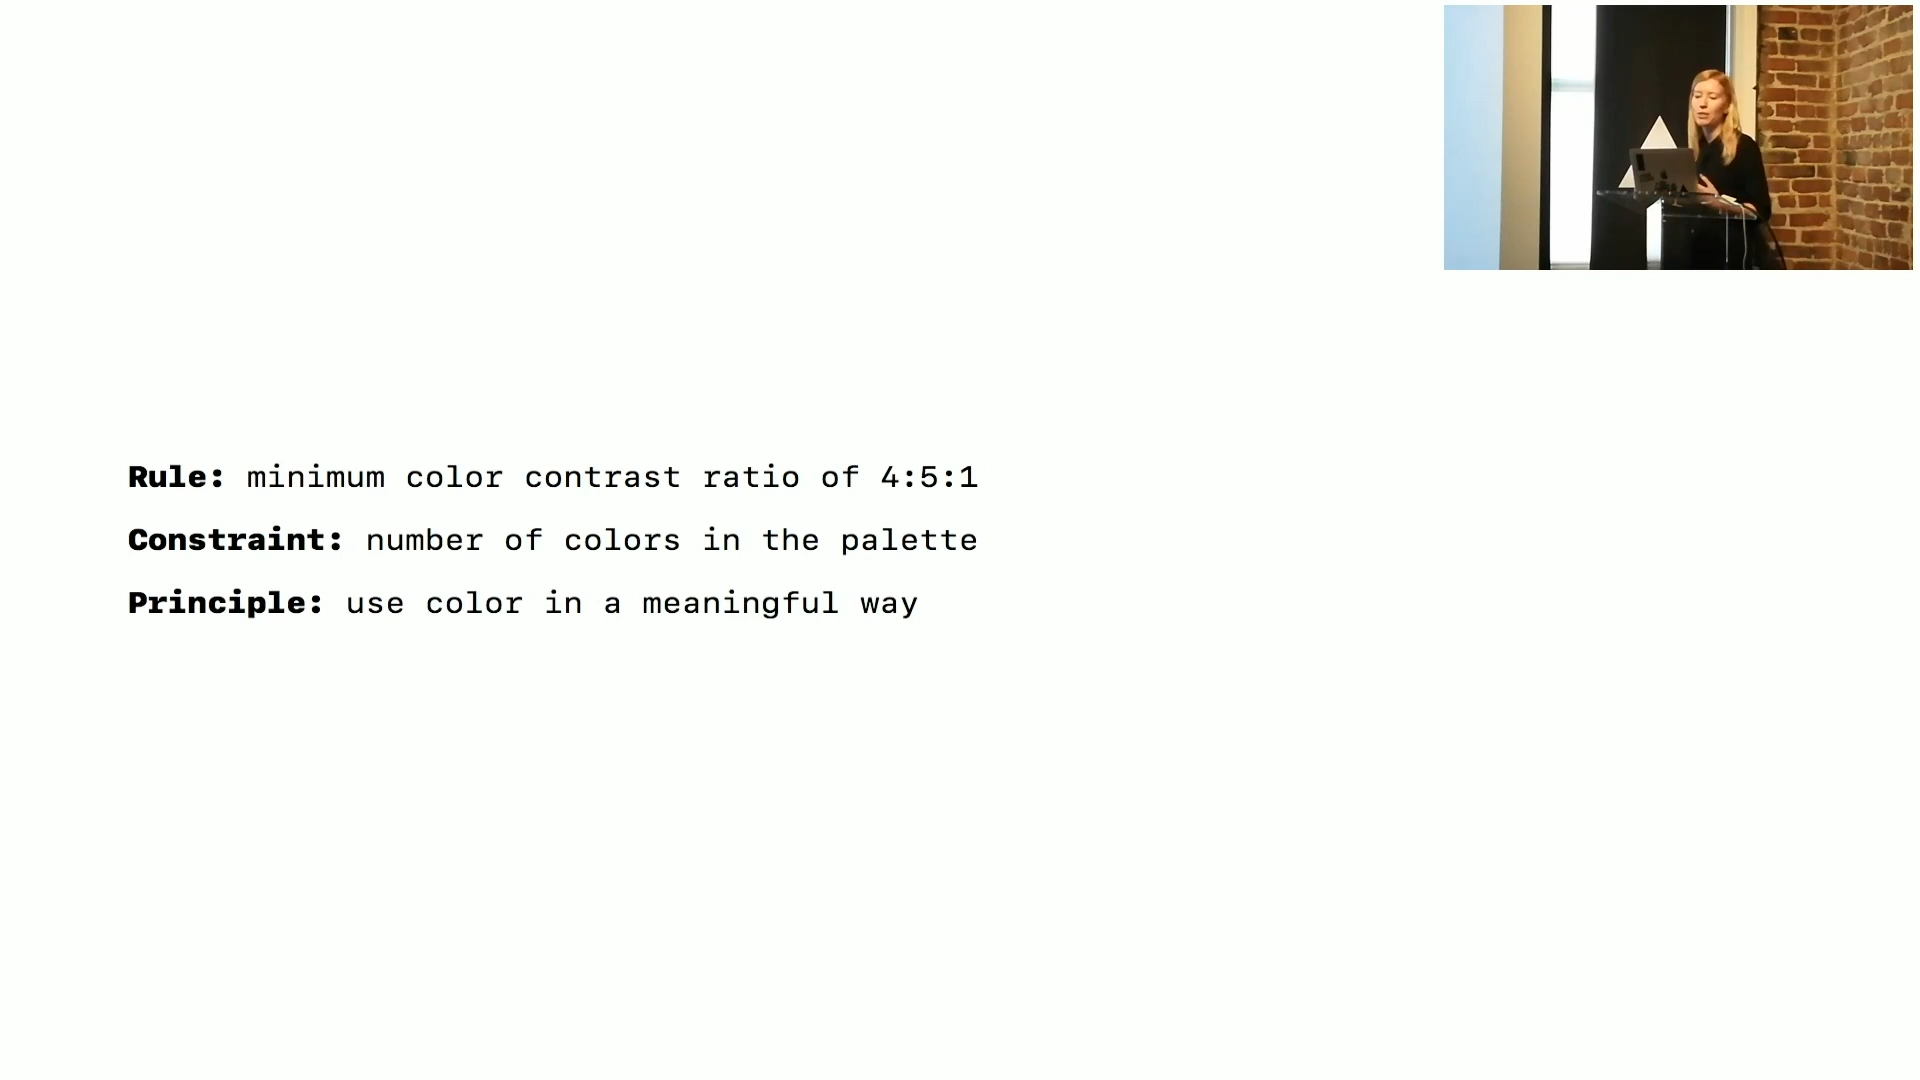 Rule: minimum color contrast ratio of 4:5:1
Constraint: number of colors in the palette
Principle: use color in a meaningful way